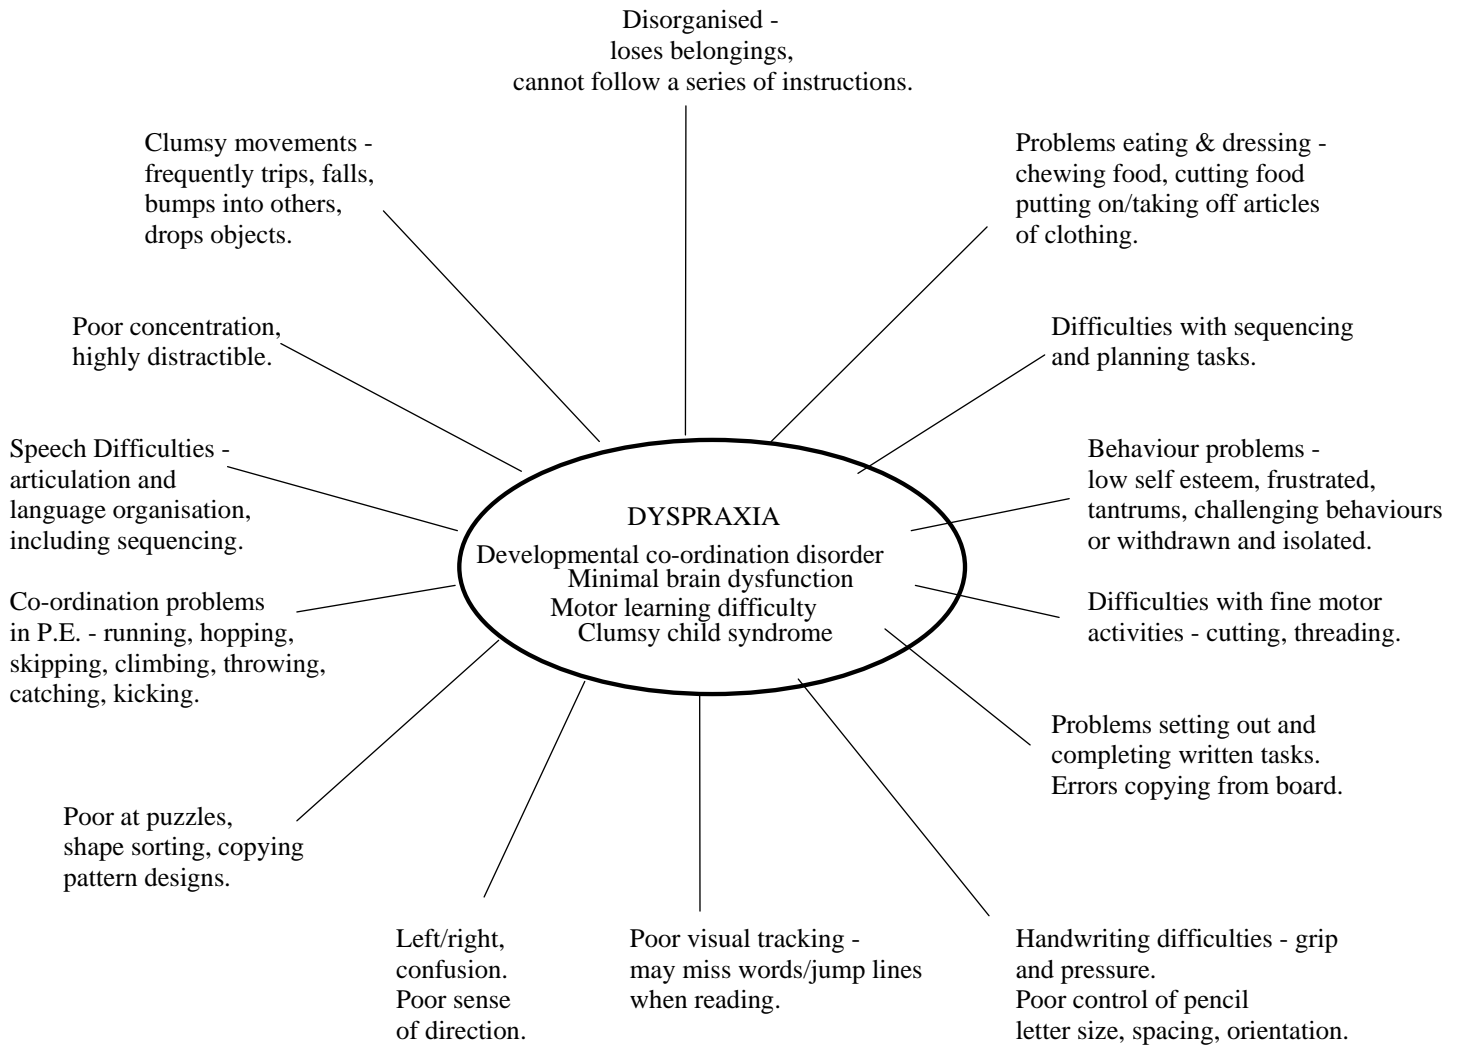 Disorganised -
loses belongings,
cannot follow a series of instructions.
Clumsy movements -
frequently trips, falls,
bumps into others,
drops objects.
Problems eating & dressing -
chewing food, cutting food
putting on/taking off articles
of clothing.
Poor concentration,
highly distractible.
Difficulties with sequencing
and planning tasks.
Speech Difficulties -
articulation and
language organisation,
including sequencing.
Behaviour problems -
low self esteem, frustrated,
tantrums, challenging behaviours
or withdrawn and isolated.
DYSPRAXIA
Developmental co-ordination disorder
Minimal brain dysfunction
Motor learning difficulty
Clumsy child syndrome
Co-ordination problems
in P.E. - running, hopping,
skipping, climbing, throwing,
catching, kicking.
Difficulties with fine motor
activities - cutting, threading.
Problems setting out and
completing written tasks.
Errors copying from board.
Poor at puzzles,
shape sorting, copying
pattern designs.
Left/right,
confusion.
Poor sense
of direction.
Poor visual tracking -
may miss words/jump lines
when reading.
Handwriting difficulties - grip
and pressure.
Poor control of pencil
letter size, spacing, orientation.